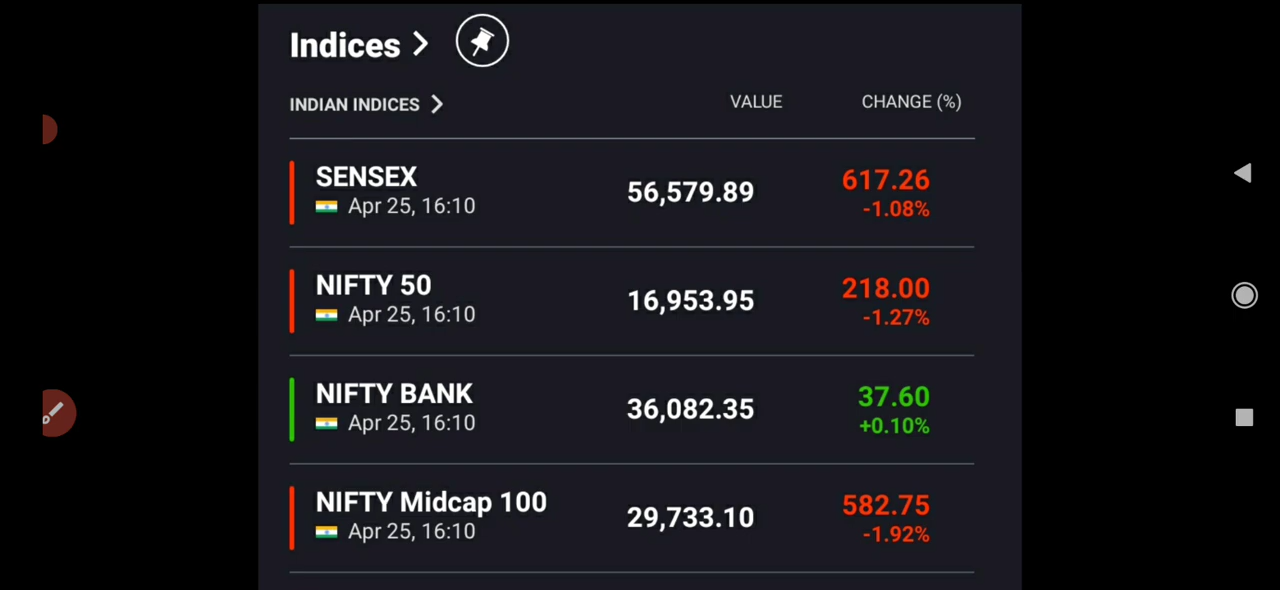 Indices
INDIAN INDICES VALUE CHANGE (%)
SENSEX
Apr 25, 16:10
56,579.89
617.26
-1.08%
NIFTY 50
Apr 25, 16:10
16,953.95
218.00
-1.27%
NIFTY BANK
Apr 25, 16:10
36,082.35
37.60
+0.10%
NIFTY Midcap 100
Apr 25, 16:10
29,733.10
582.75
-1.92%